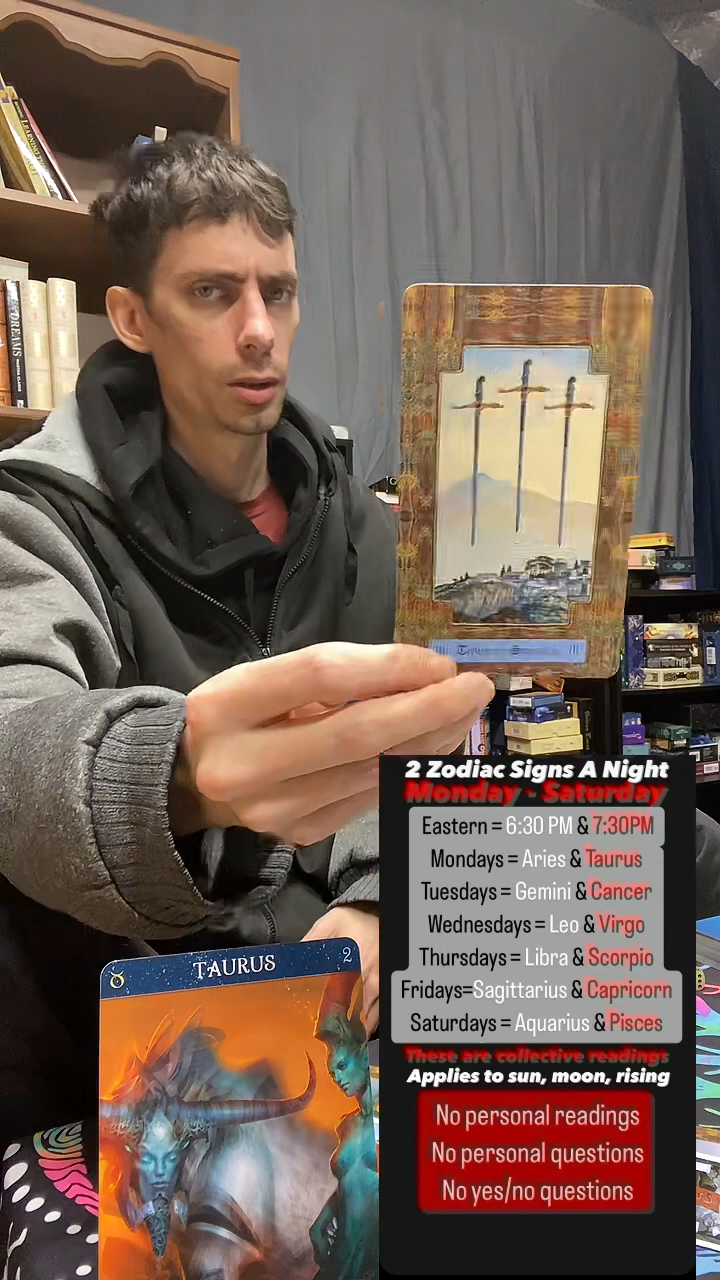 LEARNING
DREAMS
2 Zodiac Signs A Night
Monday - Saturday
Eastern = 6:30 PM & 7:30PM
Mondays = Aries & Taurus
Tuesdays = Gemini & Cancer
Wednesdays = Leo & Virgo
Thursdays = Libra & Scorpio
Fridays=Sagittarius & Capricorn
Saturdays = Aquarius & Pisces
These are collective readings
Applies to sun, moon, rising
No personal readings
No personal questions
No yes/no questions
TAURUS 2